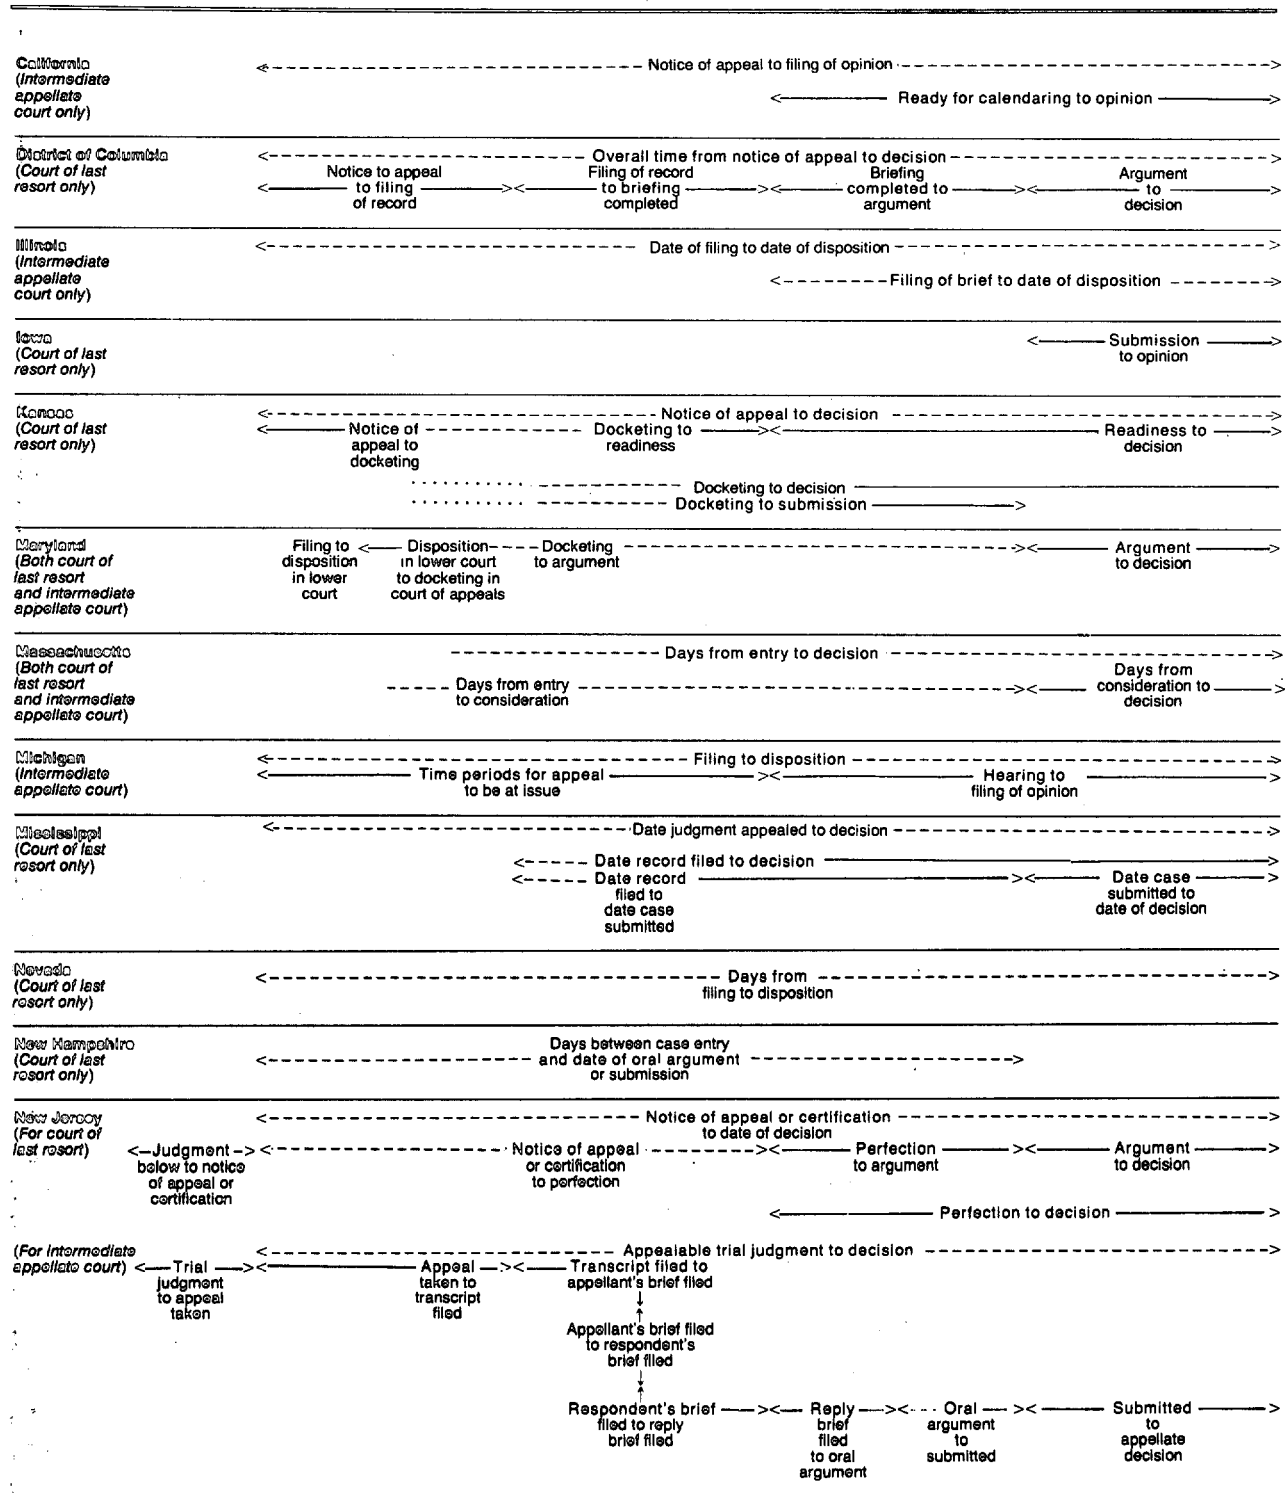 California
(Intermediate
appellate
court only)
Notice of appeal to filing of opinion
Ready for calendaring to opinion
District of Columbia
(Court of last
resort only)
Overall time from notice of appeal to decision
Notice to appeal
to filing
of record
Filing of record
to briefing
completed
Briefing
completed to
argument
Argument
to
decision
Illinois
(Intermediate
appellate
court only)
Date of filing to date of disposition
Filing of brief to date of disposition
Iowa
(Court of last
resort only)
Submission
to opinion
Kansas
(Court of last
resort only)
Notice of appeal to decision
Notice of
appeal to
docketing
Docketing to
readiness
Readiness to
decision
Docketing to decision
Docketing to submission
Maryland
(Both court of
last resort
and intermediate
appellate court)
Filing to
disposition
in lower
court
Disposition
in lower court
to docketing in
court of appeals
Docketing
to argument
Argument
to decision
Massachusetts
(Both court of
last resort
and intermediate
appellate court)
Days from entry to decision
Days from entry
to consideration
Days from
consideration to
decision
Michigan
(Intermediate
appellate court)
Filing to disposition
Time periods for appeal
to be at issue
Hearing to
filing of opinion
Mississippi
(Court of last
resort only)
Date judgment appealed to decision
Date record filed to decision
Date record
filed to
date case
submitted
Date case
submitted to
date of decision
Nevada
(Court of last
resort only)
Days from
filing to disposition
New Hampshire
(Court of last
resort only)
Days between case entry
and date of oral argument
or submission
New Jersey
(For court of
last resort)
Notice of appeal or certification
to date of decision
Judgment
below to notice
of appeal or
certification
Notice of appeal
or certification
to perfection
Perfection
to argument
Argument
to decision
Perfection to decision
(For intermediate
appellate court)
Appealable trial judgment to decision
Trial
judgment
to appeal
taken
Appeal
taken to
transcript
filed
Transcript filed to
appellant's brief filed
Appellant's brief filed
to respondent's
brief filed
Respondent's brief
filed to reply
brief filed
Reply
brief
filed
to oral
argument
Oral
argument
to
submitted
Submitted
to
appellate
decision